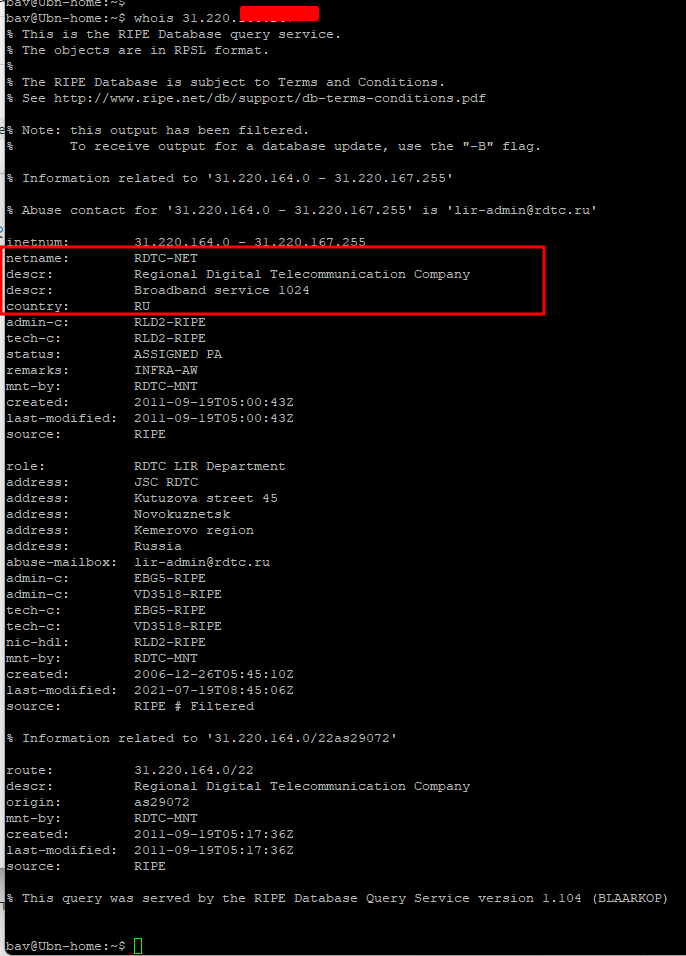 bav@Ubn-home:~$
bav@Ubn-home:~$ whois 31.220.
% This is the RIPE Database query service.
% The objects are in RPSL format.
%
% The RIPE Database is subject to Terms and Conditions.
% See http://www.ripe.net/db/support/db-terms-conditions.pdf
% Note: this output has been filtered.
%       To receive output for a database update, use the "-B" flag.
% Information related to '31.220.164.0 - 31.220.167.255'
% Abuse contact for '31.220.164.0 - 31.220.167.255' is 'lir-admin@rdtc.ru'
inetnum:        31.220.164.0 - 31.220.167.255
netname:        RDTC-NET
descr:          Regional Digital Telecommunication Company
descr:          Broadband service 1024
country:        RU
admin-c:        RLD2-RIPE
tech-c:         RLD2-RIPE
status:         ASSIGNED PA
remarks:        INFRA-AW
mnt-by:         RDTC-MNT
created:        2011-09-19T05:00:43Z
last-modified:  2011-09-19T05:00:43Z
source:         RIPE
role:           RDTC LIR Department
address:        JSC RDTC
address:        Kutuzova street 45
address:        Novokuznetsk
address:        Kemerovo region
address:        Russia
abuse-mailbox:  lir-admin@rdtc.ru
admin-c:        EBG5-RIPE
admin-c:        VD3518-RIPE
tech-c:         EBG5-RIPE
tech-c:         VD3518-RIPE
nic-hdl:        RLD2-RIPE
mnt-by:         RDTC-MNT
created:        2006-12-26T05:45:10Z
last-modified:  2021-07-19T08:45:06Z
source:         RIPE # Filtered
% Information related to '31.220.164.0/22as29072'
route:          31.220.164.0/22
descr:          Regional Digital Telecommunication Company
origin:         as29072
mnt-by:         RDTC-MNT
created:        2011-09-19T05:17:36Z
last-modified:  2011-09-19T05:17:36Z
source:         RIPE
% This query was served by the RIPE Database Query Service version 1.104 (BLAARKOP)
bav@Ubn-home:~$